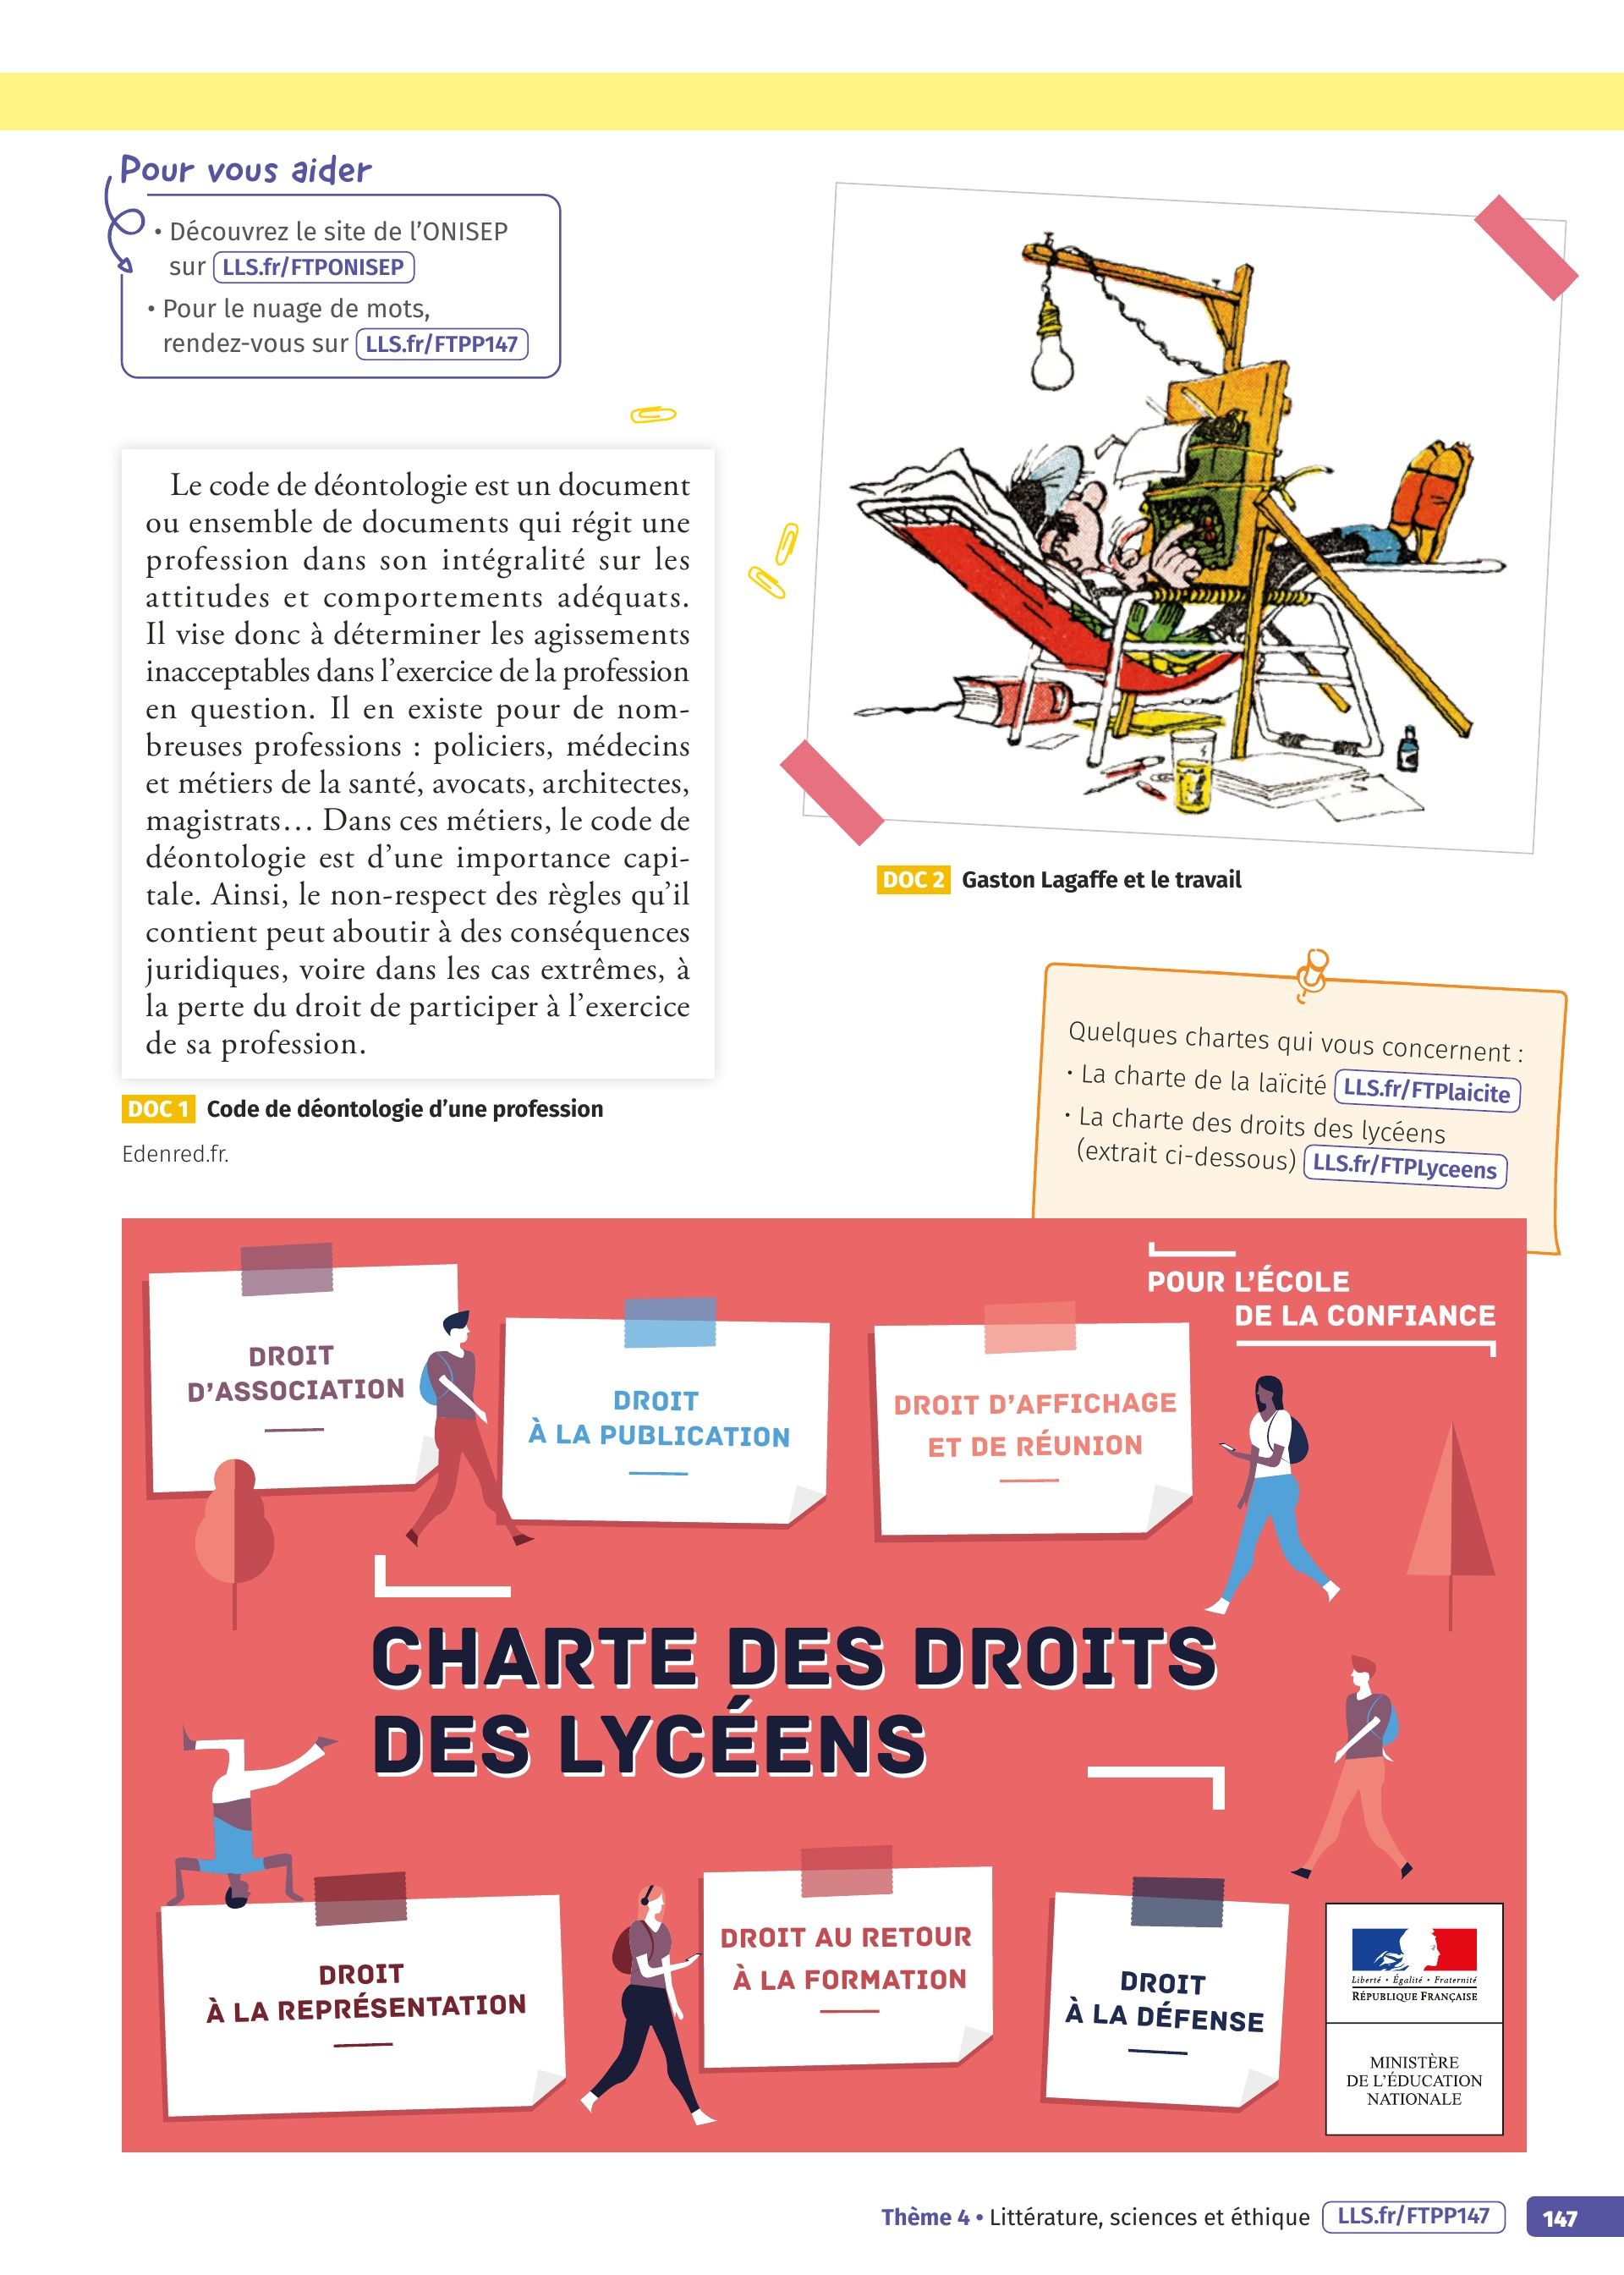 Pour vous aider
• Découvrez le site de l'ONISEP
sur LLS.fr/FTPONISEP
• Pour le nuage de mots,
rendez-vous sur LLS.fr/FTPP147
Le code de déontologie est un document
ou ensemble de documents qui régit une
profession dans son intégralité sur les
attitudes et comportements adéquats.
Il vise donc à déterminer les agissements
inacceptables dans l'exercice de la profession
en question. Il en existe pour de nom-
breuses professions : policiers, médecins
et métiers de la santé, avocats, architectes,
magistrats… Dans ces métiers, le code de
déontologie est d'une importance capi-
tale. Ainsi, le non-respect des règles qu'il
contient peut aboutir à des conséquences
juridiques, voire dans les cas extrêmes, à
la perte du droit de participer à l'exercice
de sa profession.
DOC 1 Code de déontologie d'une profession
Edenred.fr.
DOC 2 Gaston Lagaffe et le travail
Quelques chartes qui vous concernent :
• La charte de la laïcité LLS.fr/FTPlaicite
• La charte des droits des lycéens
(extrait ci-dessous) LLS.fr/FTPLyceens
POUR L'ÉCOLE
DE LA CONFIANCE
DROIT
D'ASSOCIATION
DROIT
À LA PUBLICATION
DROIT D'AFFICHAGE
ET DE RÉUNION
CHARTE DES DROITS
DES LYCÉENS
DROIT
À LA REPRÉSENTATION
DROIT AU RETOUR
À LA FORMATION
DROIT
À LA DÉFENSE
Liberté • Égalité • Fraternité
RÉPUBLIQUE FRANÇAISE
MINISTÈRE
DE L'ÉDUCATION
NATIONALE
Thème 4 • Littérature, sciences et éthique LLS.fr/FTPP147 147